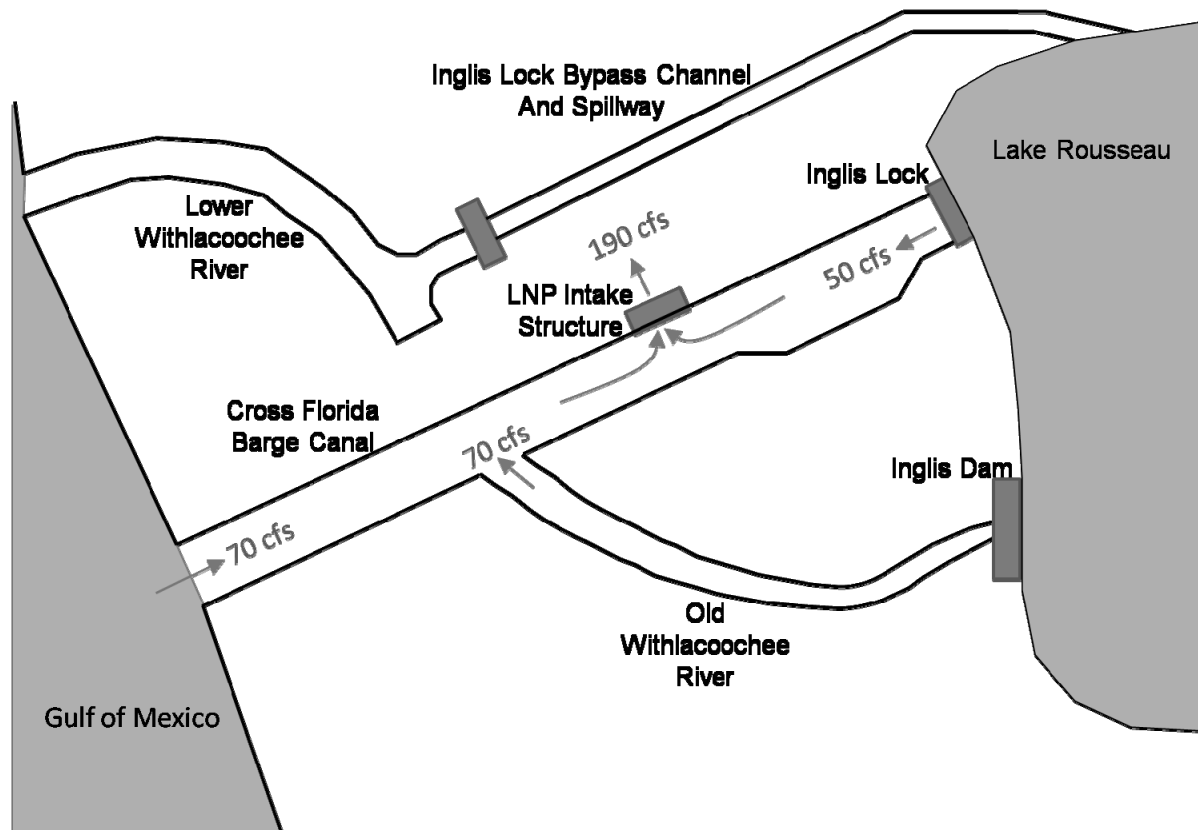 Inglis Lock Bypass Channel
And Spillway
Lake Rousseau
Inglis Lock
Lower
Withlacoochee
River
190 cfs
50 cfs
LNP Intake
Structure
Cross Florida
Barge Canal
70 cfs
Inglis Dam
70 cfs
Old
Withlacoochee
River
Gulf of Mexico